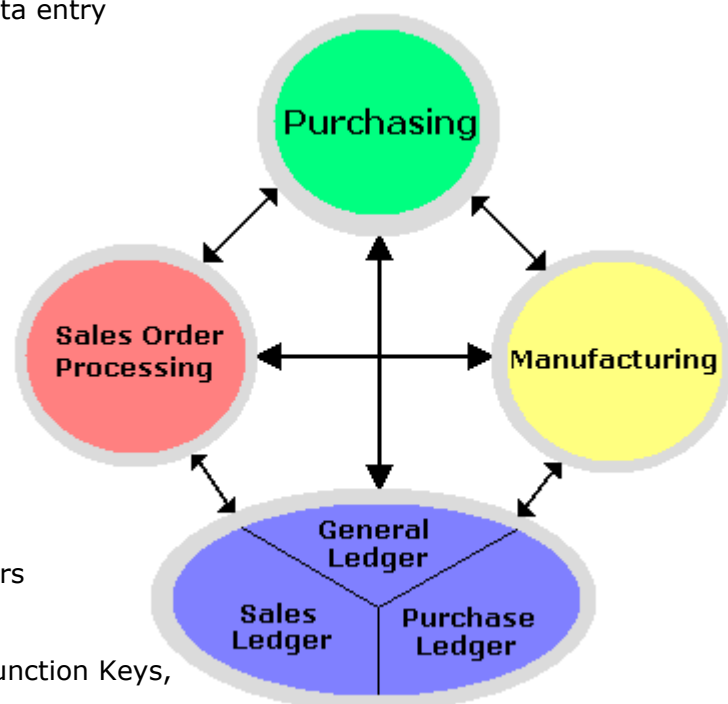 ta entry
Purchasing
Sales Order
Processing
Manufacturing
General
Ledger
rs
Sales
Ledger
Purchase
Ledger
unction Keys,